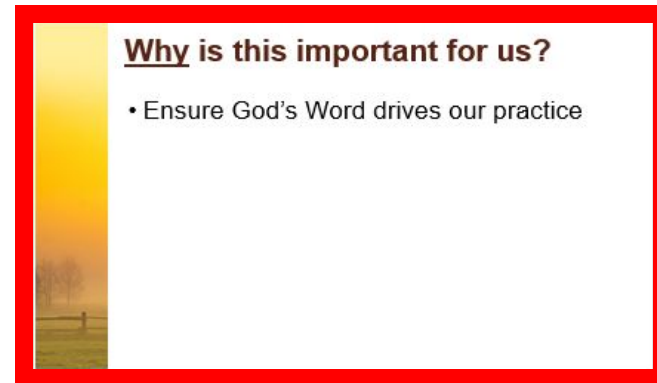 Why is this important for us?
• Ensure God's Word drives our practice